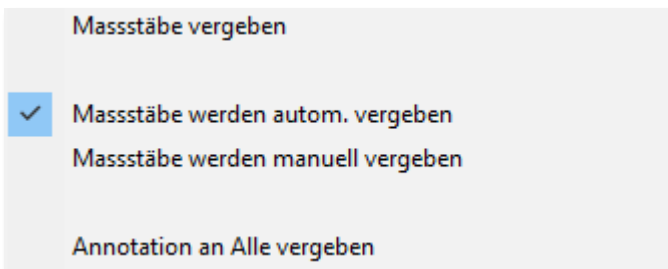 Massstäbe vergeben
Massstäbe werden autom. vergeben
Massstäbe werden manuell vergeben
Annotation an Alle vergeben